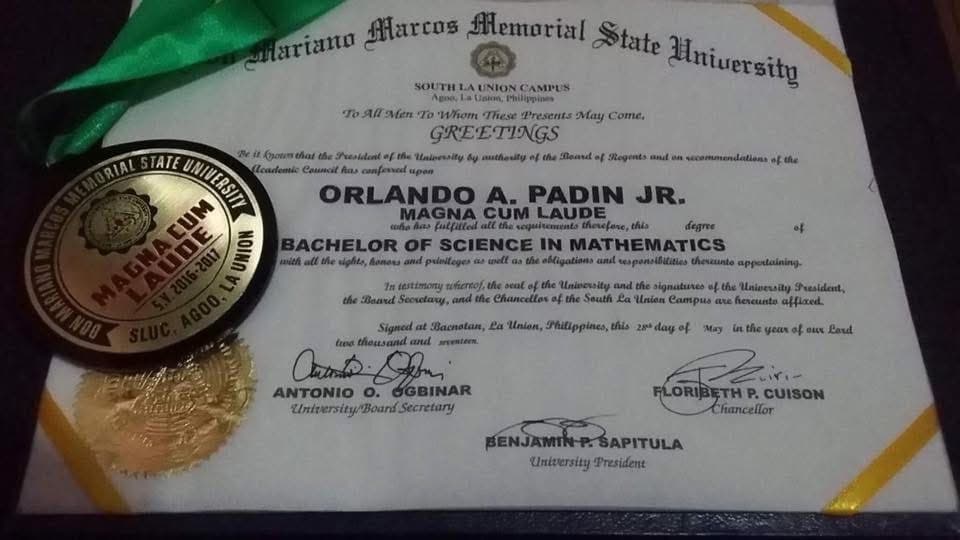 Mariano Marcos Memorial State University
SOUTH LA UNION CAMPUS
Agoo, La Union, Philippines
To All Men To Whom These Presents May Come,
GREETINGS
Be it known that the President of the University by authority of the Board of Regents and on recommendations of the
Academic Council has conferred upon
ORLANDO A. PADIN JR.
MAGNA CUM LAUDE
who has fulfilled all the requirements therefore, this degree of
BACHELOR OF SCIENCE IN MATHEMATICS
with all the rights, honors and privileges as well as the obligations and responsibilities thereunto appertaining.
In testimony whereof, the seal of the University and the signatures of the University President,
the Board Secretary, and the Chancellor of the South La Union Campus are hereunto affixed.
Signed at Bacnotan, La Union, Philippines, this 28th day of May in the year of our Lord
two thousand and seventeen.
ANTONIO O. OGBINAR
University/Board Secretary
FLORIBETH P. CUISON
Chancellor
BENJAMIN P. SAPITULA
University President
DON MARIANO MARCOS MEMORIAL STATE UNIVERSITY
MAGNA CUM
LAUDE
S.Y. 2016-2017
SLUC, AGOO, LA UNION